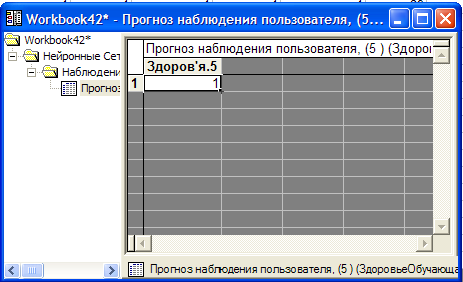 Workbook42* - Прогноз наблюдения пользователя, (5...
Workbook42*
Нейронные Сет
Наблюдени
Прогноз
Прогноз наблюдения пользователя, (5 ) (Здоров
Здоров'я.5
1 1
Прогноз наблюдения пользователя, (5 ) (ЗдоровьеОбучающа